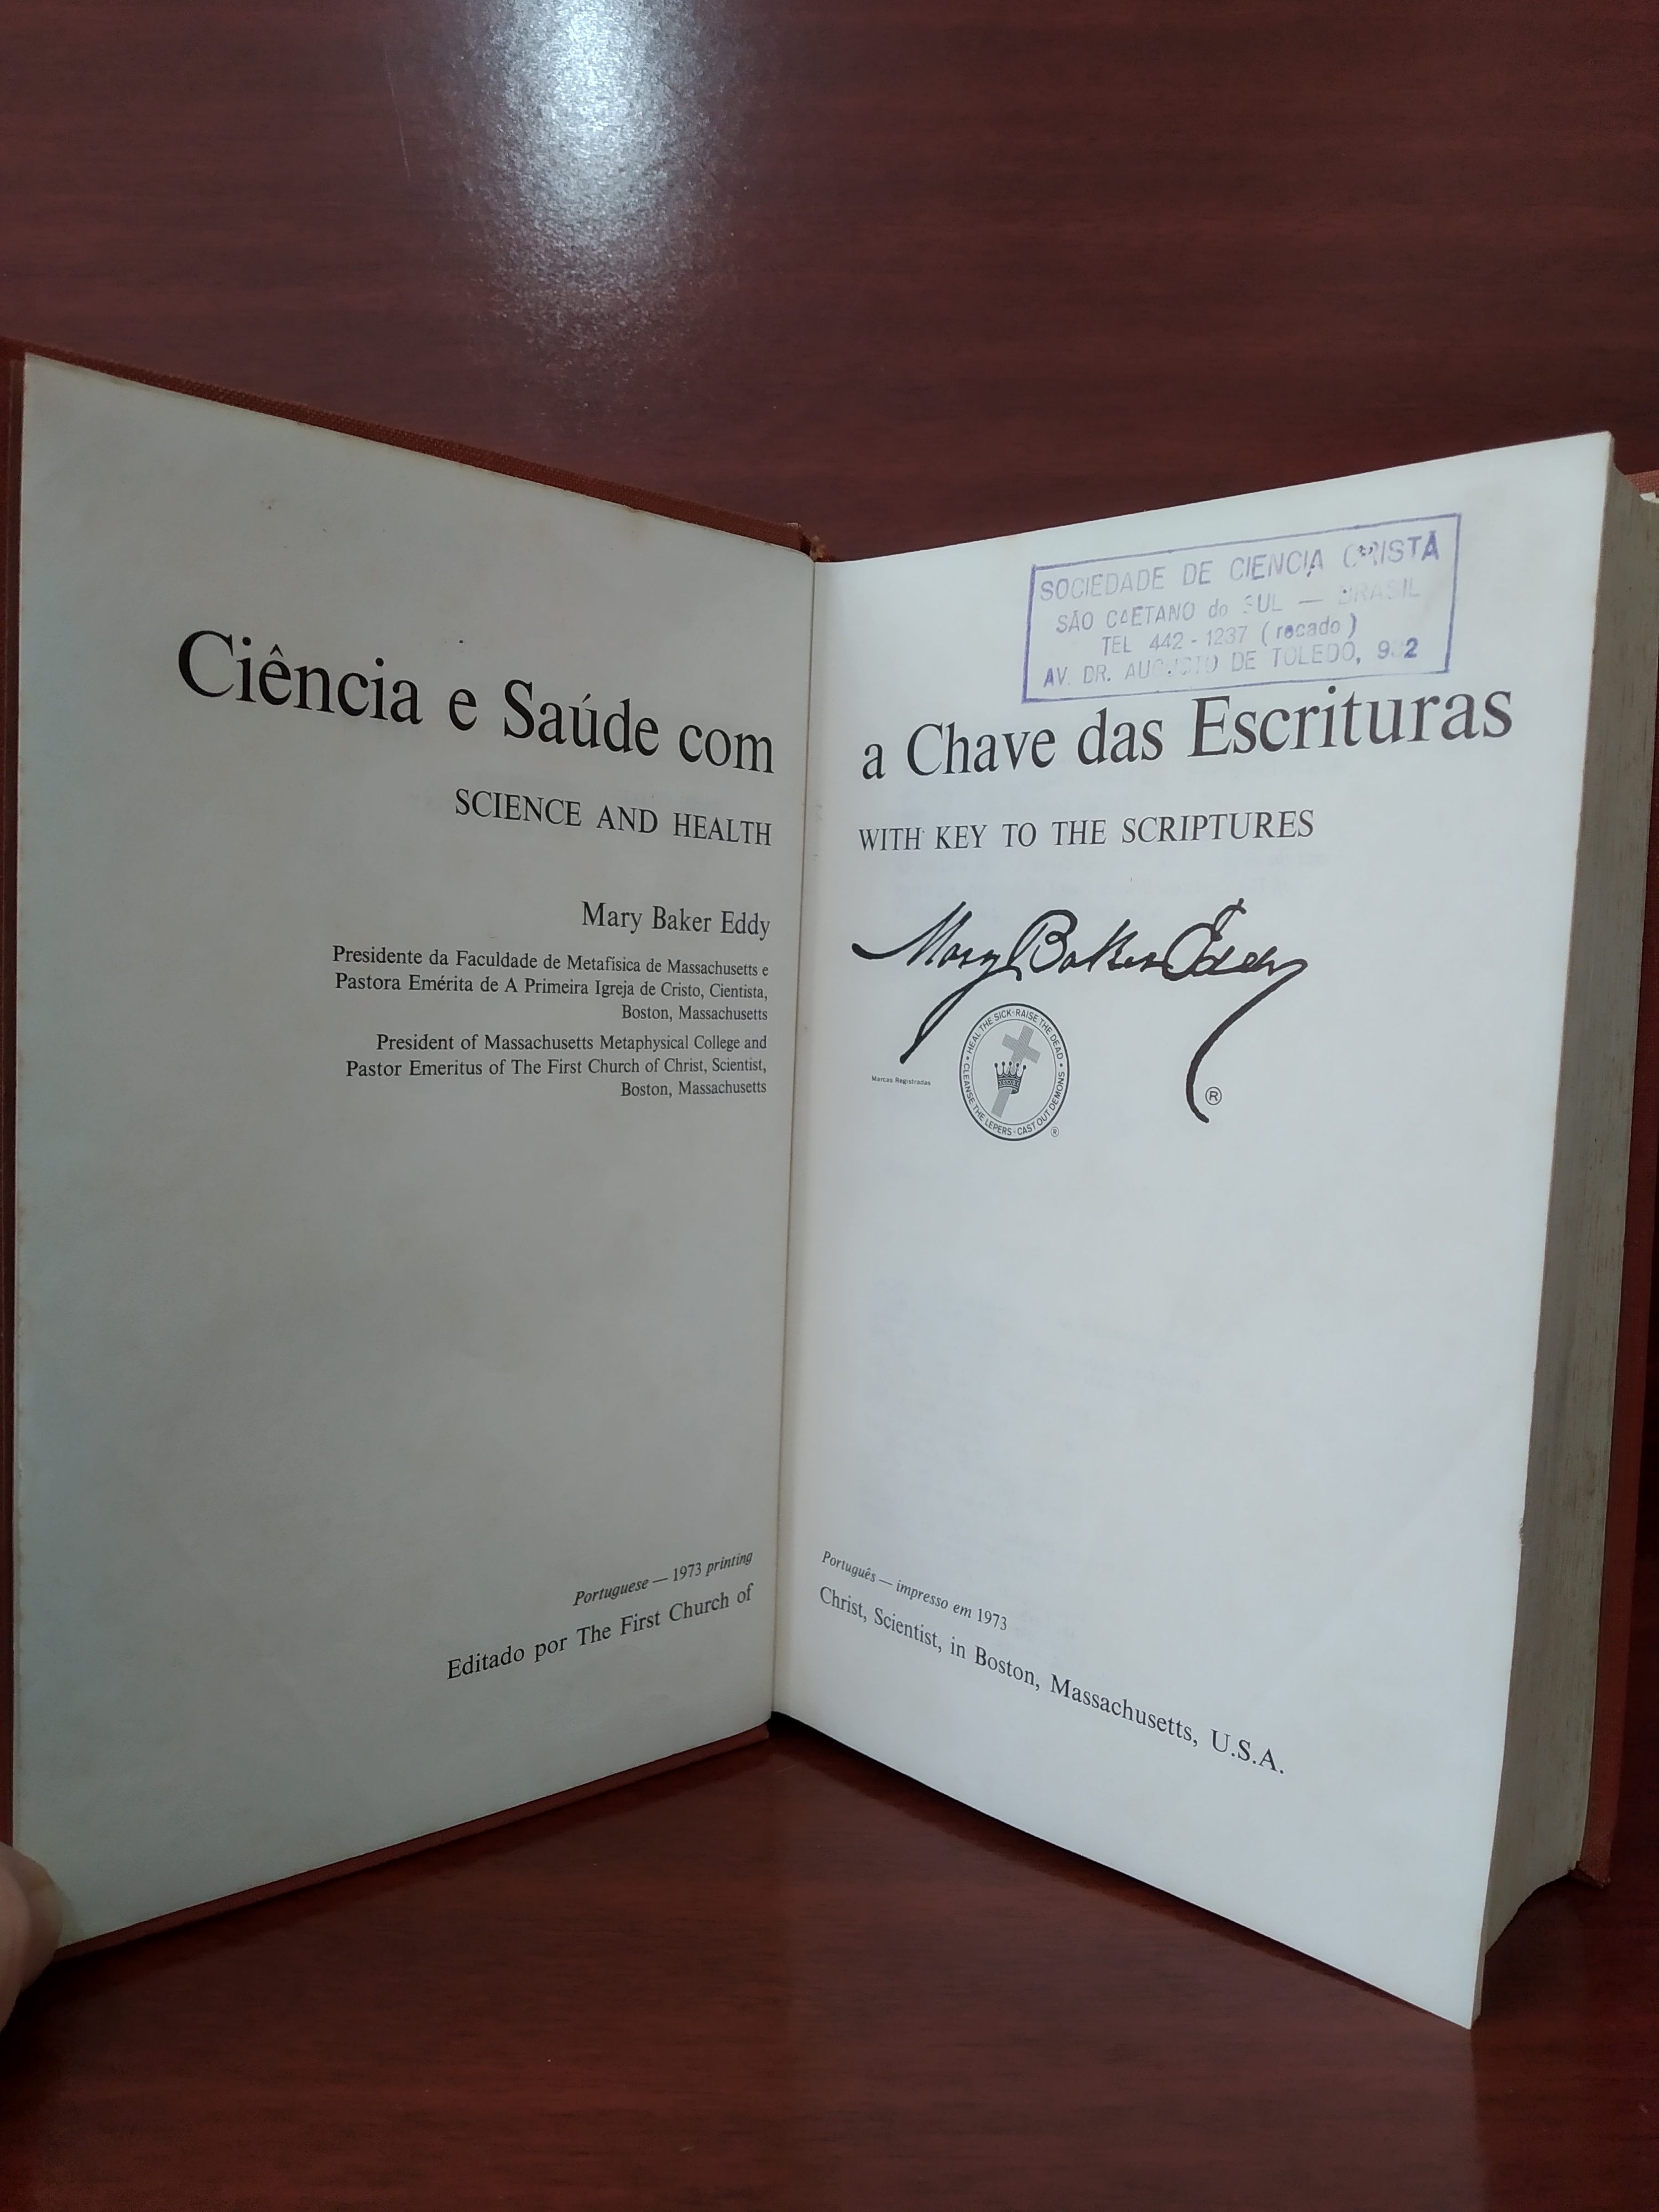 Ciência e Saúde com
SCIENCE AND HEALTH
Mary Baker Eddy
Presidente da Faculdade de Metafísica de Massachusetts e
Pastora Emérita de A Primeira Igreja de Cristo, Cientista,
Boston, Massachusetts
President of Massachusetts Metaphysical College and
Pastor Emeritus of The First Church of Christ, Scientist,
Boston, Massachusetts
Portuguese — 1973 printing
Editado por The First Church of
SOCIEDADE DE CIENCIA CRISTÃ
SÃO CAETANO do SUL — BRASIL
TEL 442-1237 (recado)
AV. DR. AUGUSTO DE TOLEDO,
a Chave das Escrituras
WITH KEY TO THE SCRIPTURES
Mary Baker Eddy
®
Marcas Registradas
HEAL THE SICK · RAISE THE DEAD · CAST OUT DEMONS · CLEANSE THE LEPERS ·
®
Português — impresso em 1973
Christ, Scientist, in Boston, Massachusetts, U.S.A.